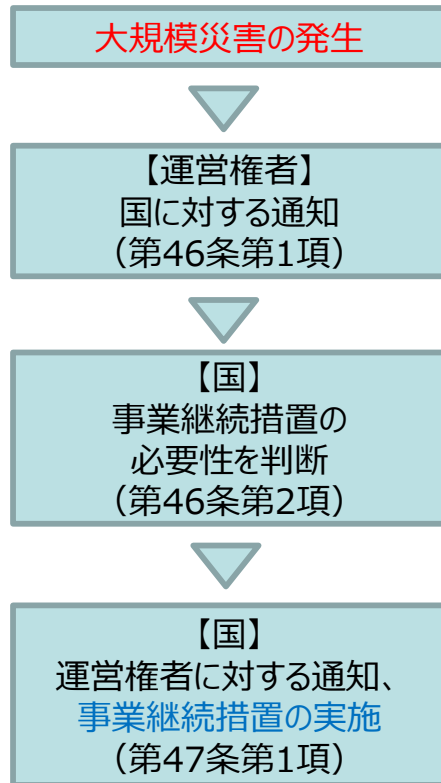 大規模災害の発生
【運営権者】
国に対する通知
（第46条第1項）
【国】
事業継続措置の
必要性を判断
（第46条第2項）
【国】
運営権者に対する通知、
事業継続措置の実施
（第47条第1項）